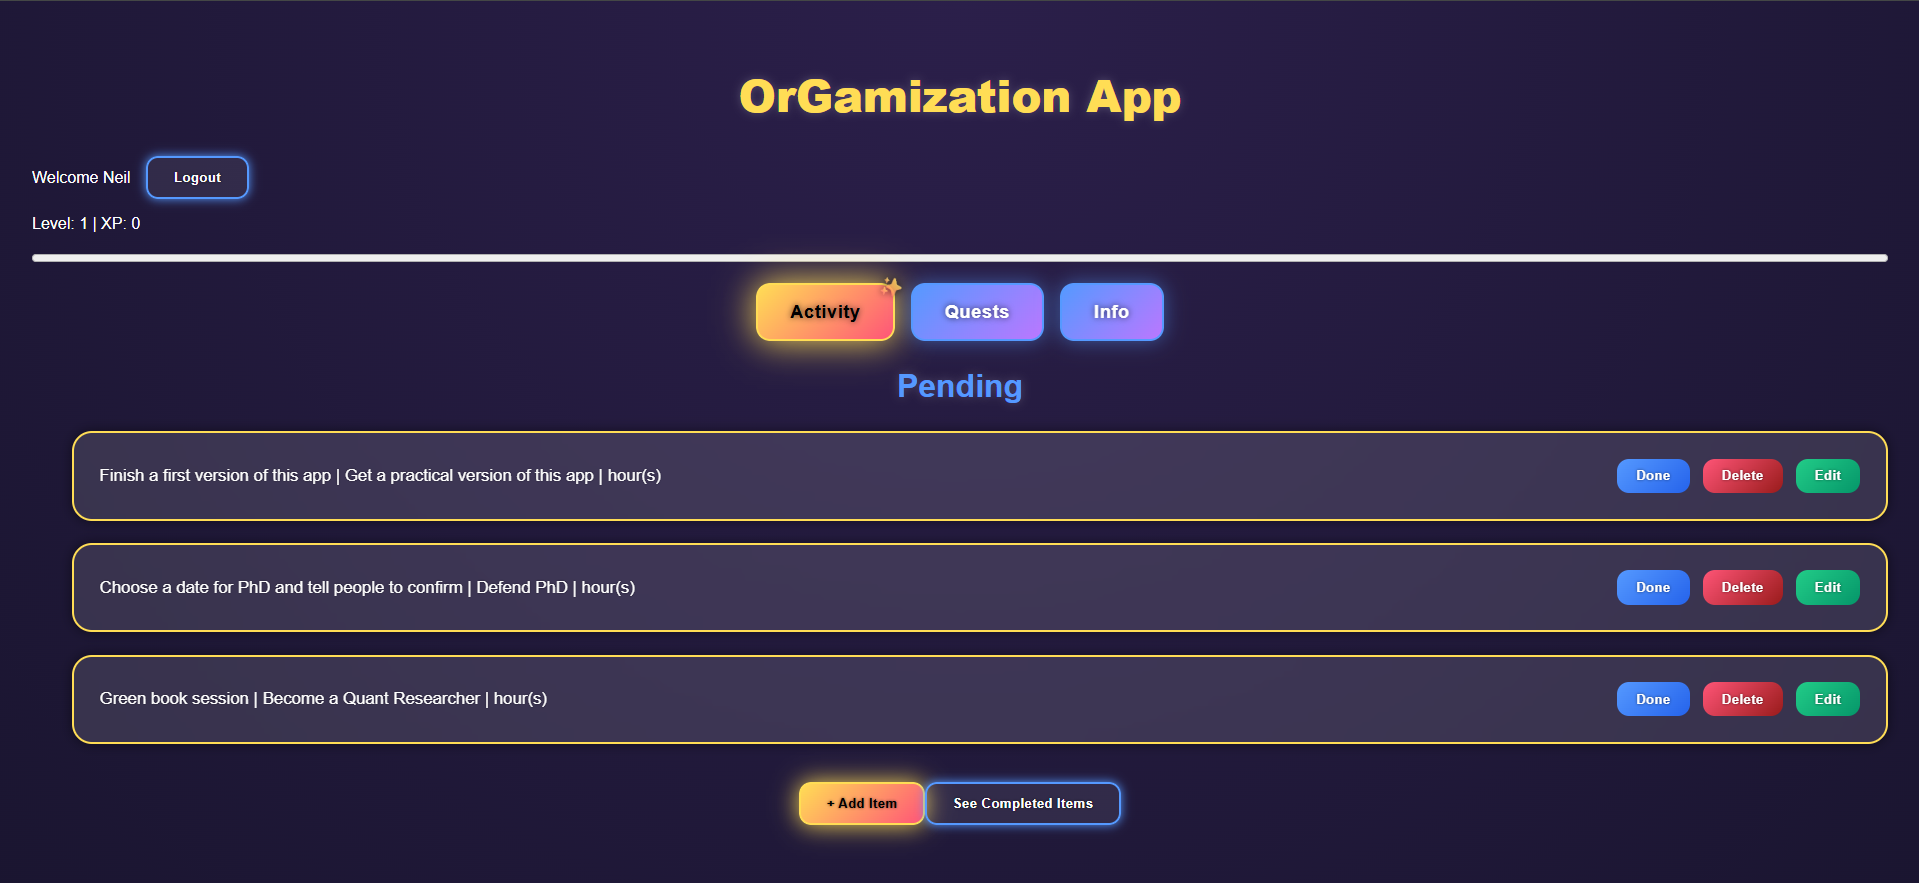 OrGamization App
Welcome Neil Logout
Level: 1 | XP: 0
Activity Quests Info
Pending
Finish a first version of this app | Get a practical version of this app | hour(s) Done Delete Edit
Choose a date for PhD and tell people to confirm | Defend PhD | hour(s) Done Delete Edit
Green book session | Become a Quant Researcher | hour(s) Done Delete Edit
+ Add Item See Completed Items